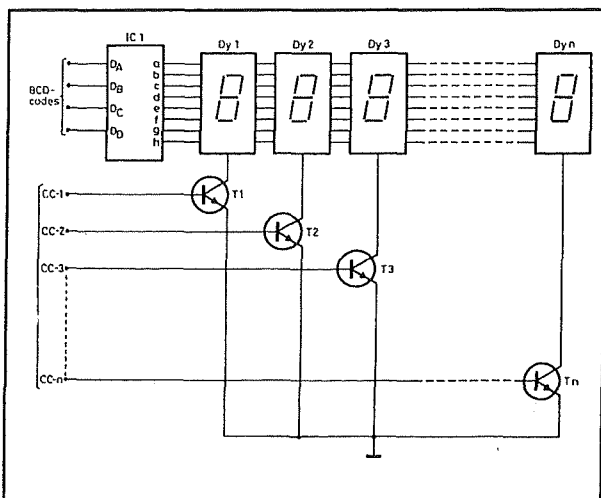 IC 1
Dy 1 Dy 2 Dy 3 Dy n
BCD-
codes
DA a
b
DB c
d
DC e
f
DD g
h
CC-1 T1
CC-2 T2
CC-3 T3
CC-n Tn